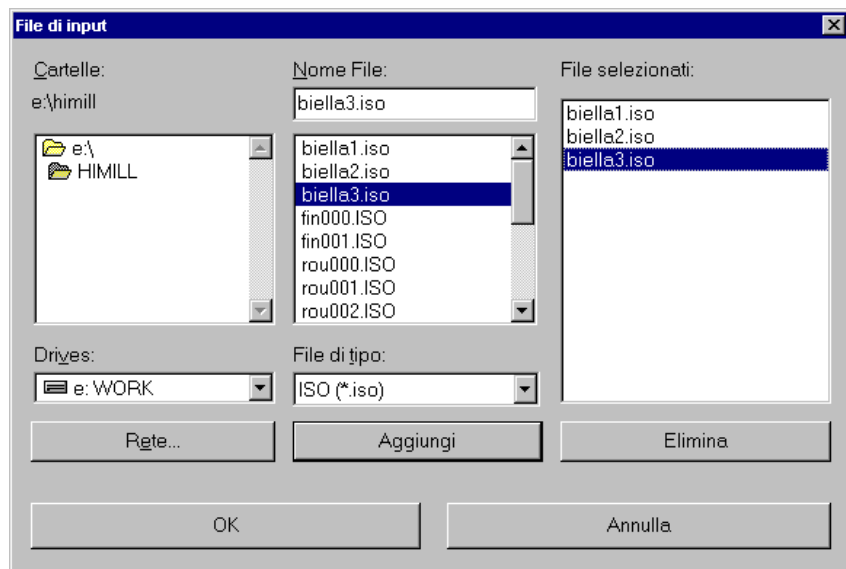 File di input
Cartelle:
e:\himill
e:\
HIMILL
Drives:
e: WORK
Rete...
Nome File:
biella3.iso
biella1.iso
biella2.iso
biella3.iso
fin000.ISO
fin001.ISO
rou000.ISO
rou001.ISO
rou002.ISO
File di tipo:
ISO (*.iso)
Aggiungi
File selezionati:
biella1.iso
biella2.iso
biella3.iso
Elimina
OK
Annulla